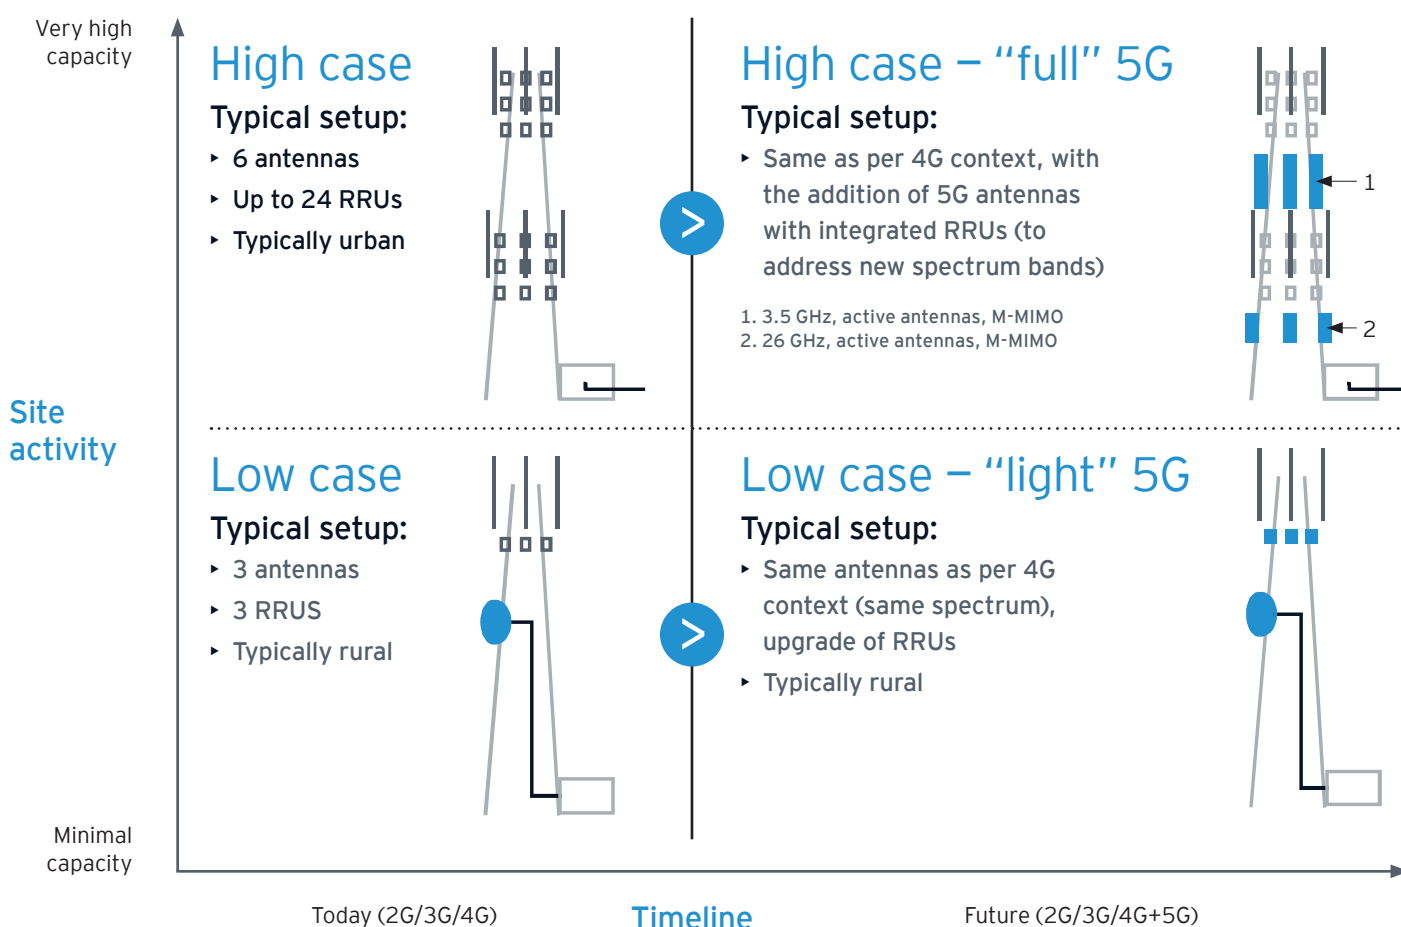 Very high
capacity
High case
Typical setup:
‣ 6 antennas
‣ Up to 24 RRUs
‣ Typically urban
>
High case – “full” 5G
Typical setup:
‣ Same as per 4G context, with
the addition of 5G antennas
with integrated RRUs (to
address new spectrum bands)
1. 3.5 GHz, active antennas, M-MIMO
2. 26 GHz, active antennas, M-MIMO
1
2
Site
activity
Low case
Typical setup:
‣ 3 antennas
‣ 3 RRUS
‣ Typically rural
>
Low case – “light” 5G
Typical setup:
‣ Same antennas as per 4G
context (same spectrum),
upgrade of RRUs
‣ Typically rural
Minimal
capacity
Today (2G/3G/4G)
Timeline
Future (2G/3G/4G+5G)